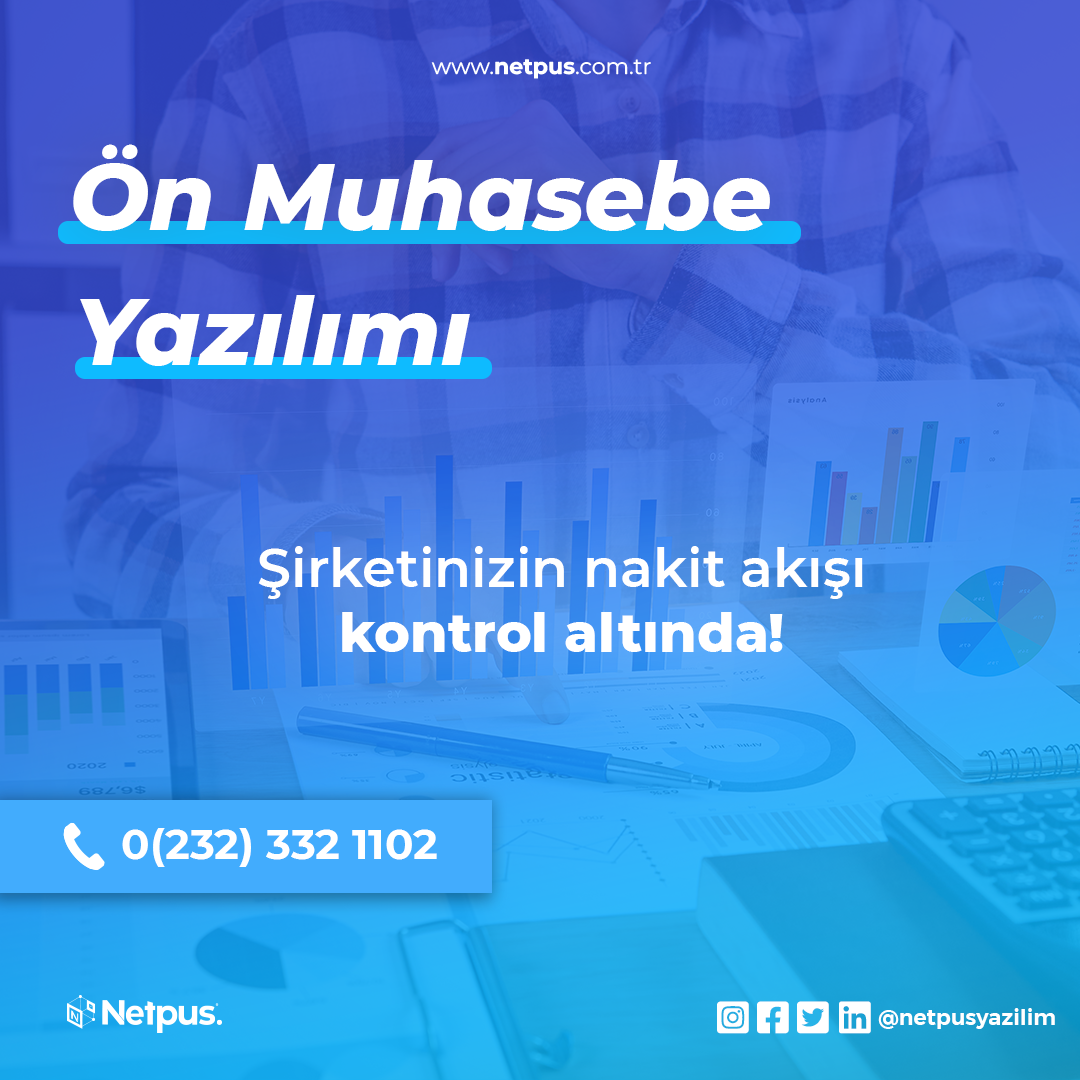 www.netpus.com.tr
Ön Muhasebe
Yazılımı
Şirketinizin nakit akışı
kontrol altında!
0(232) 332 1102
Netpus.
@netpusyazilim